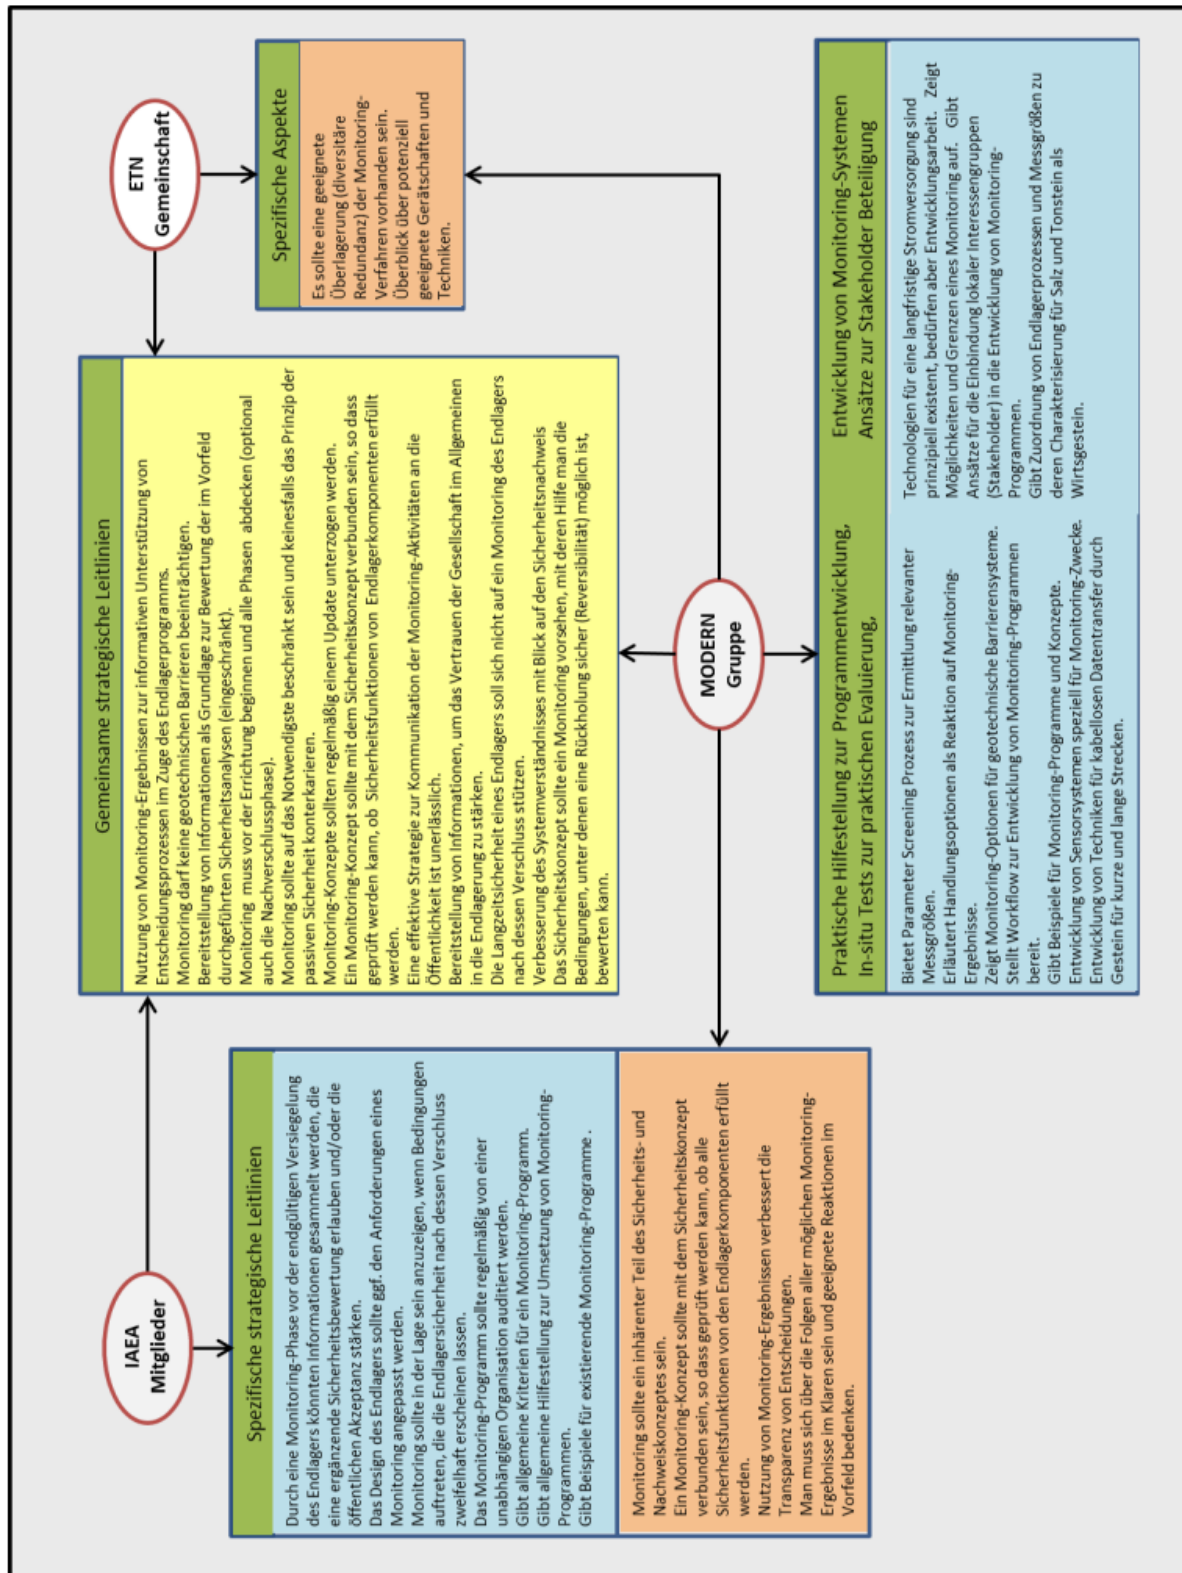 IAEA
Mitglieder
ETN
Gemeinschaft
Spezifische strategische Leitlinien
Durch eine Monitoring-Phase vor der endgültigen Versiegelung
des Endlagers könnten Informationen gesammelt werden, die
eine ergänzende Sicherheitsbewertung erlauben und/oder die
öffentlichen Akzeptanz stärken.
Das Design des Endlagers sollte ggf. den Anforderungen eines
Monitoring angepasst werden.
Monitoring sollte in der Lage sein anzuzeigen, wenn Bedingungen
auftreten, die die Endlagersicherheit nach dessen Verschluss
zweifelhaft erscheinen lassen.
Das Monitoring-Programm sollte regelmäßig von einer
unabhängigen Organisation auditiert werden.
Gibt allgemeine Kriterien für ein Monitoring-Programm.
Gibt allgemeine Hilfestellung zur Umsetzung von Monitoring-
Programmen.
Gibt Beispiele für existierende Monitoring-Programme .
Monitoring sollte ein inhärenter Teil des Sicherheits- und
Nachweiskonzeptes sein.
Ein Monitoring-Konzept sollte mit dem Sicherheitskonzept
verbunden sein, so dass geprüft werden kann, ob alle
Sicherheitsfunktionen von den Endlagerkomponenten erfüllt
werden.
Nutzung von Monitoring-Ergebnissen verbessert die
Transparenz von Entscheidungen.
Man muss sich über die Folgen aller möglichen Monitoring-
Ergebnisse im Klaren sein und geeignete Reaktionen im
Vorfeld bedenken.
Gemeinsame strategische Leitlinien
Nutzung von Monitoring-Ergebnissen zur informativen Unterstützung von
Entscheidungsprozessen im Zuge des Endlagerprogramms.
Monitoring darf keine geotechnischen Barrieren beeinträchtigen.
Bereitstellung von Informationen als Grundlage zur Bewertung der im Vorfeld
durchgeführten Sicherheitsanalysen (eingeschränkt).
Monitoring muss vor der Errichtung beginnen und alle Phasen abdecken (optional
auch die Nachverschlussphase).
Monitoring sollte auf das Notwendigste beschränkt sein und keinesfalls das Prinzip der
passiven Sicherheit konterkarieren.
Monitoring-Konzepte sollten regelmäßig einem Update unterzogen werden.
Ein Monitoring-Konzept sollte mit dem Sicherheitskonzept verbunden sein, so dass
geprüft werden kann, ob Sicherheitsfunktionen von Endlagerkomponenten erfüllt
werden.
Eine effektive Strategie zur Kommunikation der Monitoring-Aktivitäten an die
Öffentlichkeit ist unerlässlich.
Bereitstellung von Informationen, um das Vertrauen der Gesellschaft im Allgemeinen
in die Endlagerung zu stärken.
Die Langzeitsicherheit eines Endlagers soll sich nicht auf ein Monitoring des Endlagers
nach dessen Verschluss stützen.
Verbesserung des Systemverständnisses mit Blick auf den Sicherheitsnachweis
Das Sicherheitskonzept sollte ein Monitoring vorsehen, mit deren Hilfe man die
Bedingungen, unter denen eine Rückholung sicher (Reversibilität) möglich ist,
bewerten kann.
Spezifische Aspekte
Es sollte eine geeignete
Überlagerung (diversitäre
Redundanz) der Monitoring-
Verfahren vorhanden sein.
Überblick über potenziell
geeignete Gerätschaften und
Techniken.
MODERN
Gruppe
Praktische Hilfestellung zur Programmentwicklung,
In-situ Tests zur praktischen Evaluierung,
Entwicklung von Monitoring-Systemen
Ansätze zur Stakeholder Beteiligung
Bietet Parameter Screening Prozess zur Ermittlung relevanter
Messgrößen.
Erläutert Handlungsoptionen als Reaktion auf Monitoring-
Ergebnisse.
Zeigt Monitoring-Optionen für geotechnische Barrierensysteme.
Stellt Workflow zur Entwicklung von Monitoring-Programmen
bereit.
Gibt Beispiele für Monitoring-Programme und Konzepte.
Entwicklung von Sensorsystemen speziell für Monitoring-Zwecke.
Entwicklung von Techniken für kabellosen Datentransfer durch
Gestein für kurze und lange Strecken.
Technologien für eine langfristige Stromversorgung sind
prinzipiell existent, bedürfen aber Entwicklungsarbeit. Zeigt
Möglichkeiten und Grenzen eines Monitoring auf. Gibt
Ansätze für die Einbindung lokaler Interessengruppen
(Stakeholder) in die Entwicklung von Monitoring-
Programmen.
Gibt Zuordnung von Endlagerprozessen und Messgrößen zu
deren Charakterisierung für Salz und Tonstein als
Wirtsgestein.